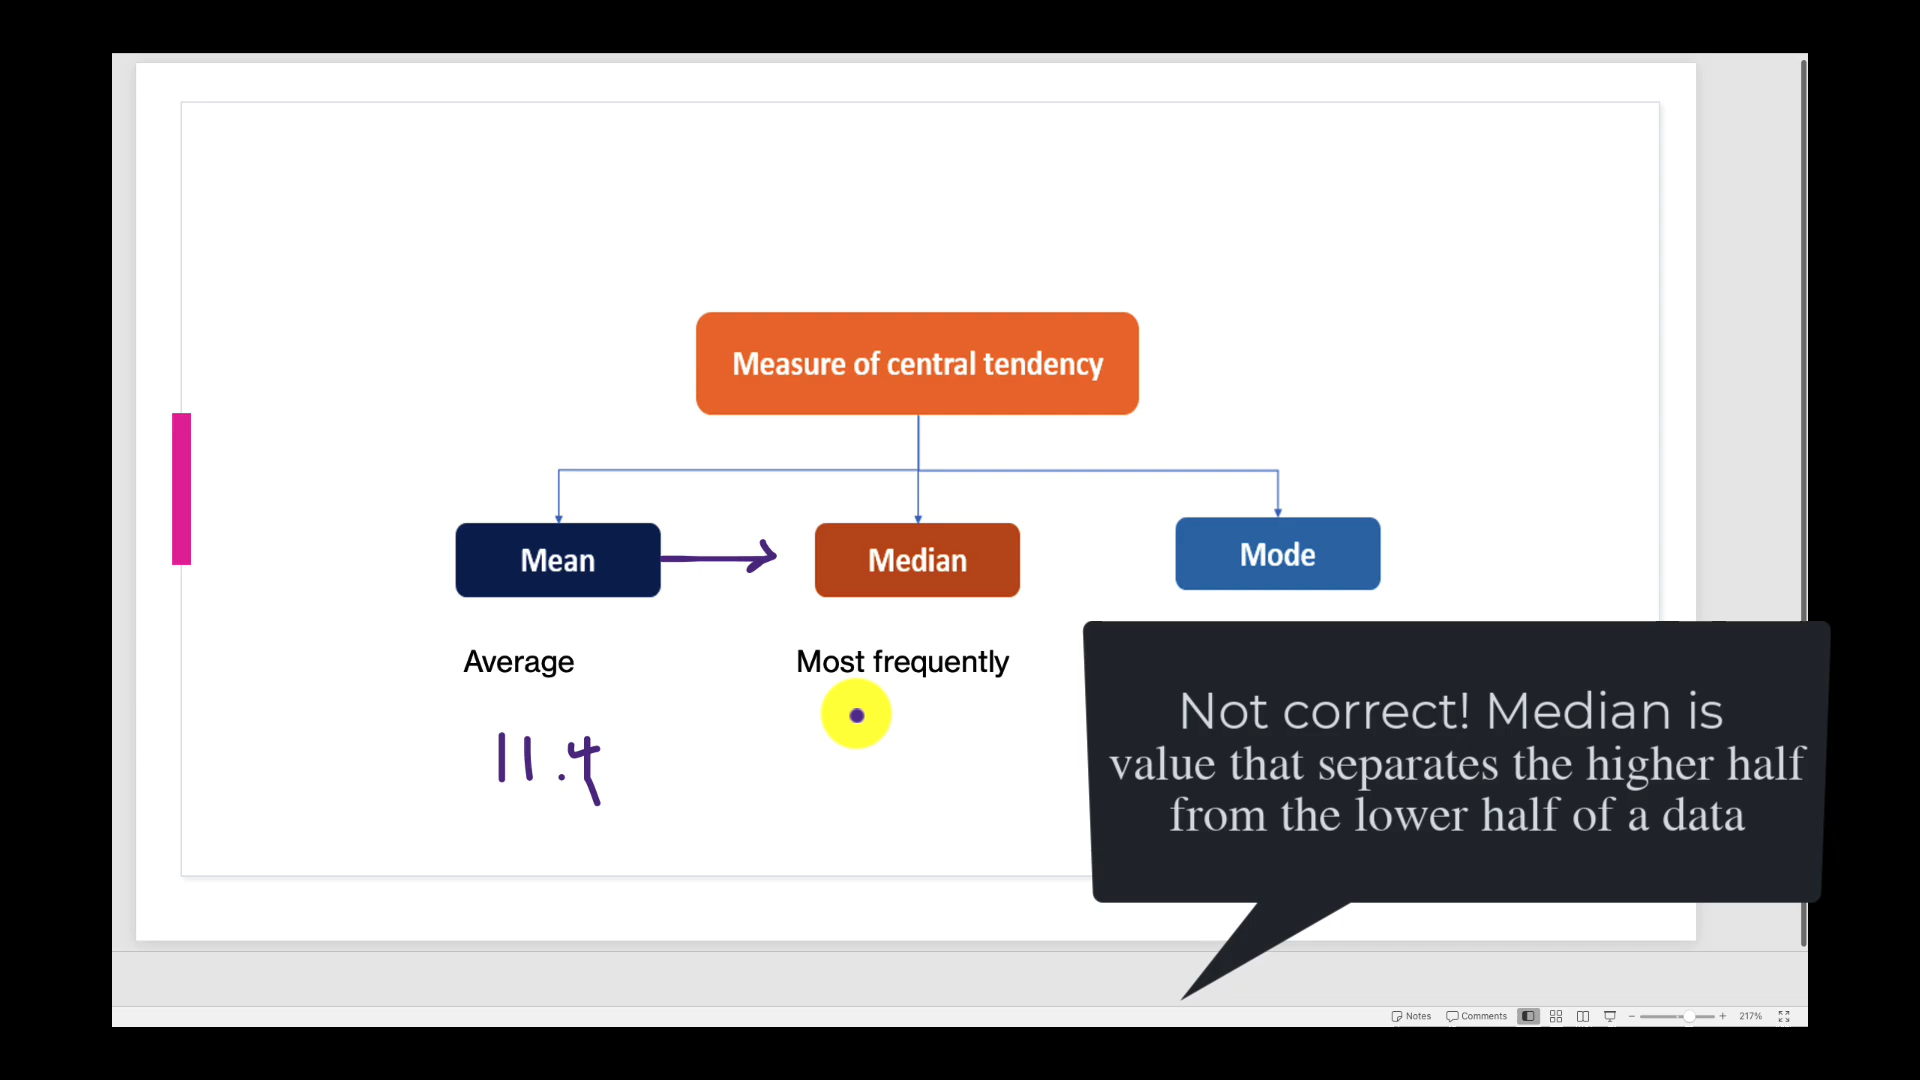 Measure of central tendency
Mean
Median
Mode
Average
Most frequently
11.4
Not correct! Median is
value that separates the higher half
from the lower half of a data
Notes
Comments
217%